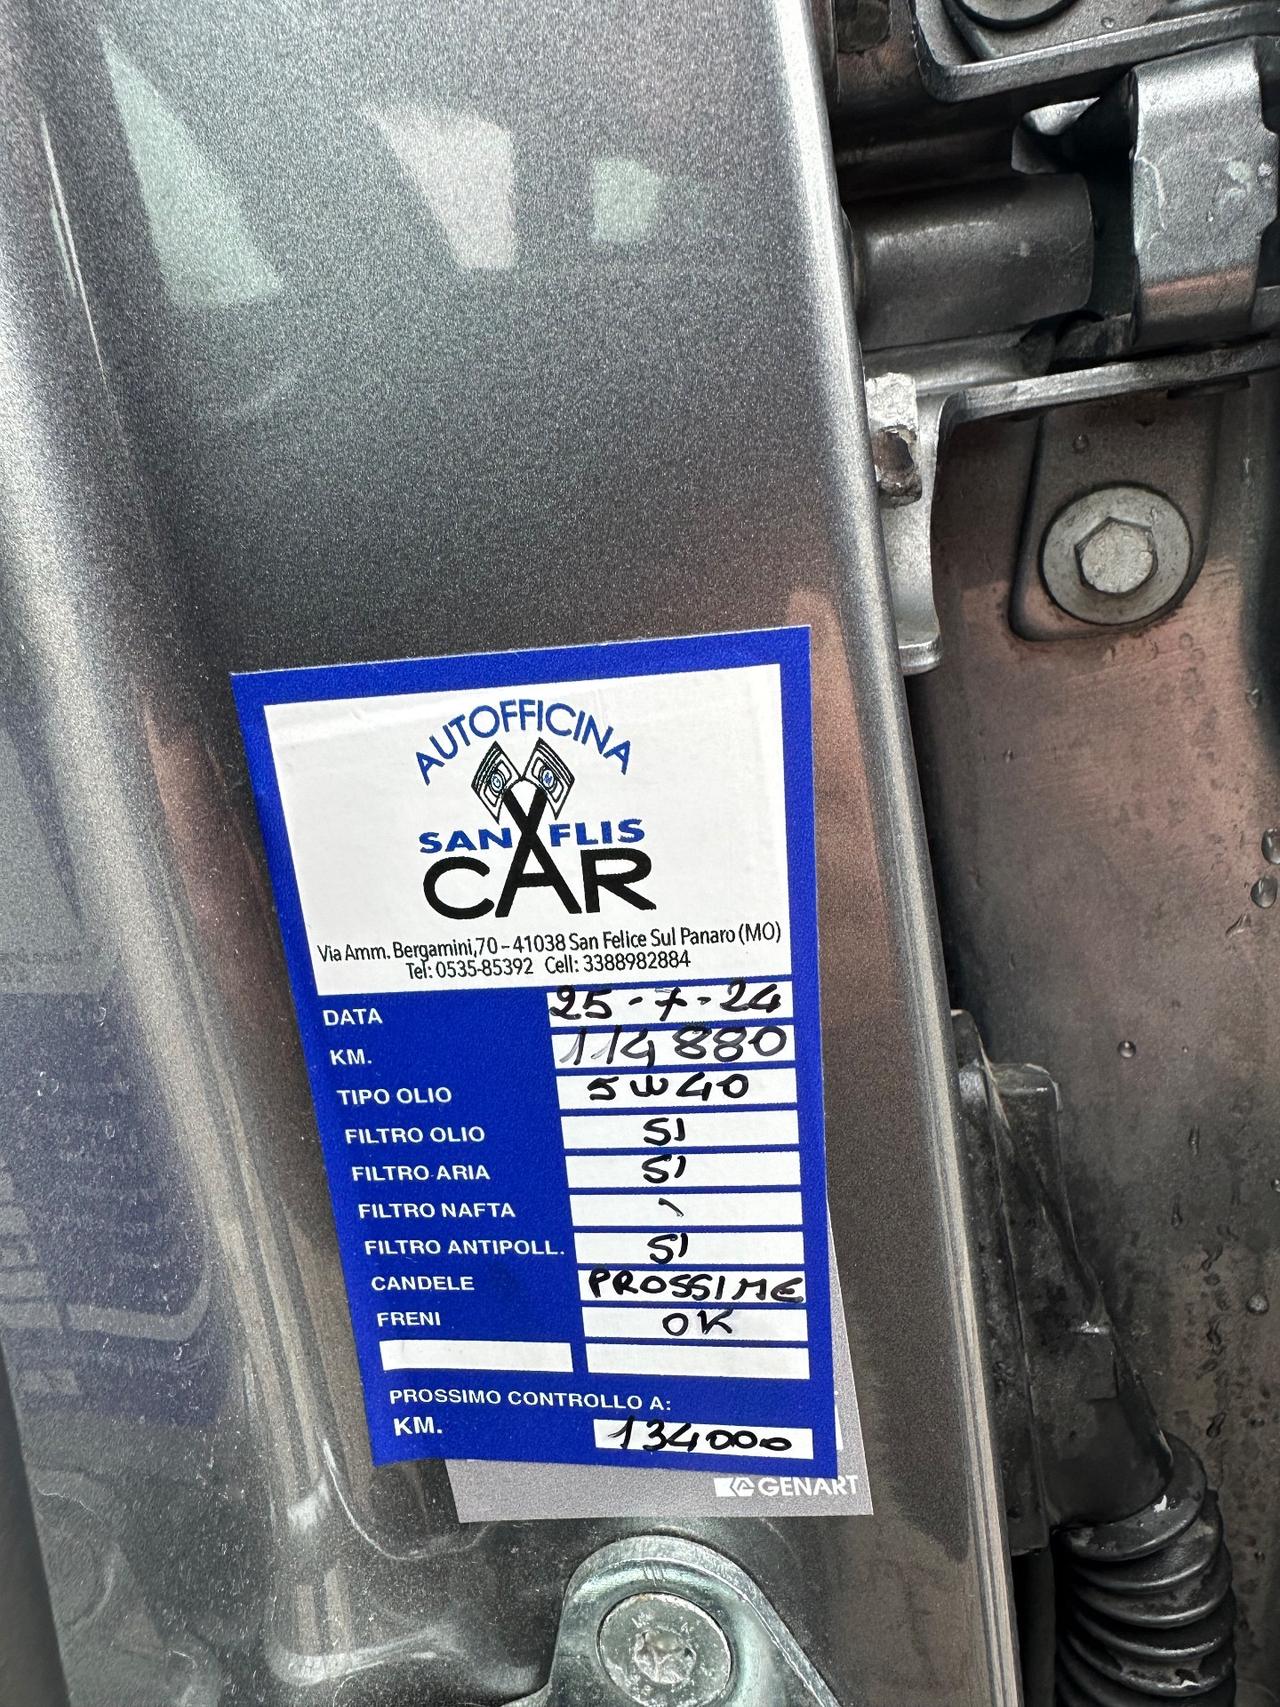 AUTOFFICINA
SAN FLIS
CAR
Via Amm. Bergamini,70 - 41038 San Felice Sul Panaro (MO)
Tel: 0535-85392 Cell: 3388982884
DATA 25-7-24
KM. 114880
TIPO OLIO 5W40
FILTRO OLIO SI
FILTRO ARIA SI
FILTRO NAFTA \
FILTRO ANTIPOLL. SI
CANDELE PROSSIME
FRENI OK
PROSSIMO CONTROLLO A:
KM. 134000
GENART